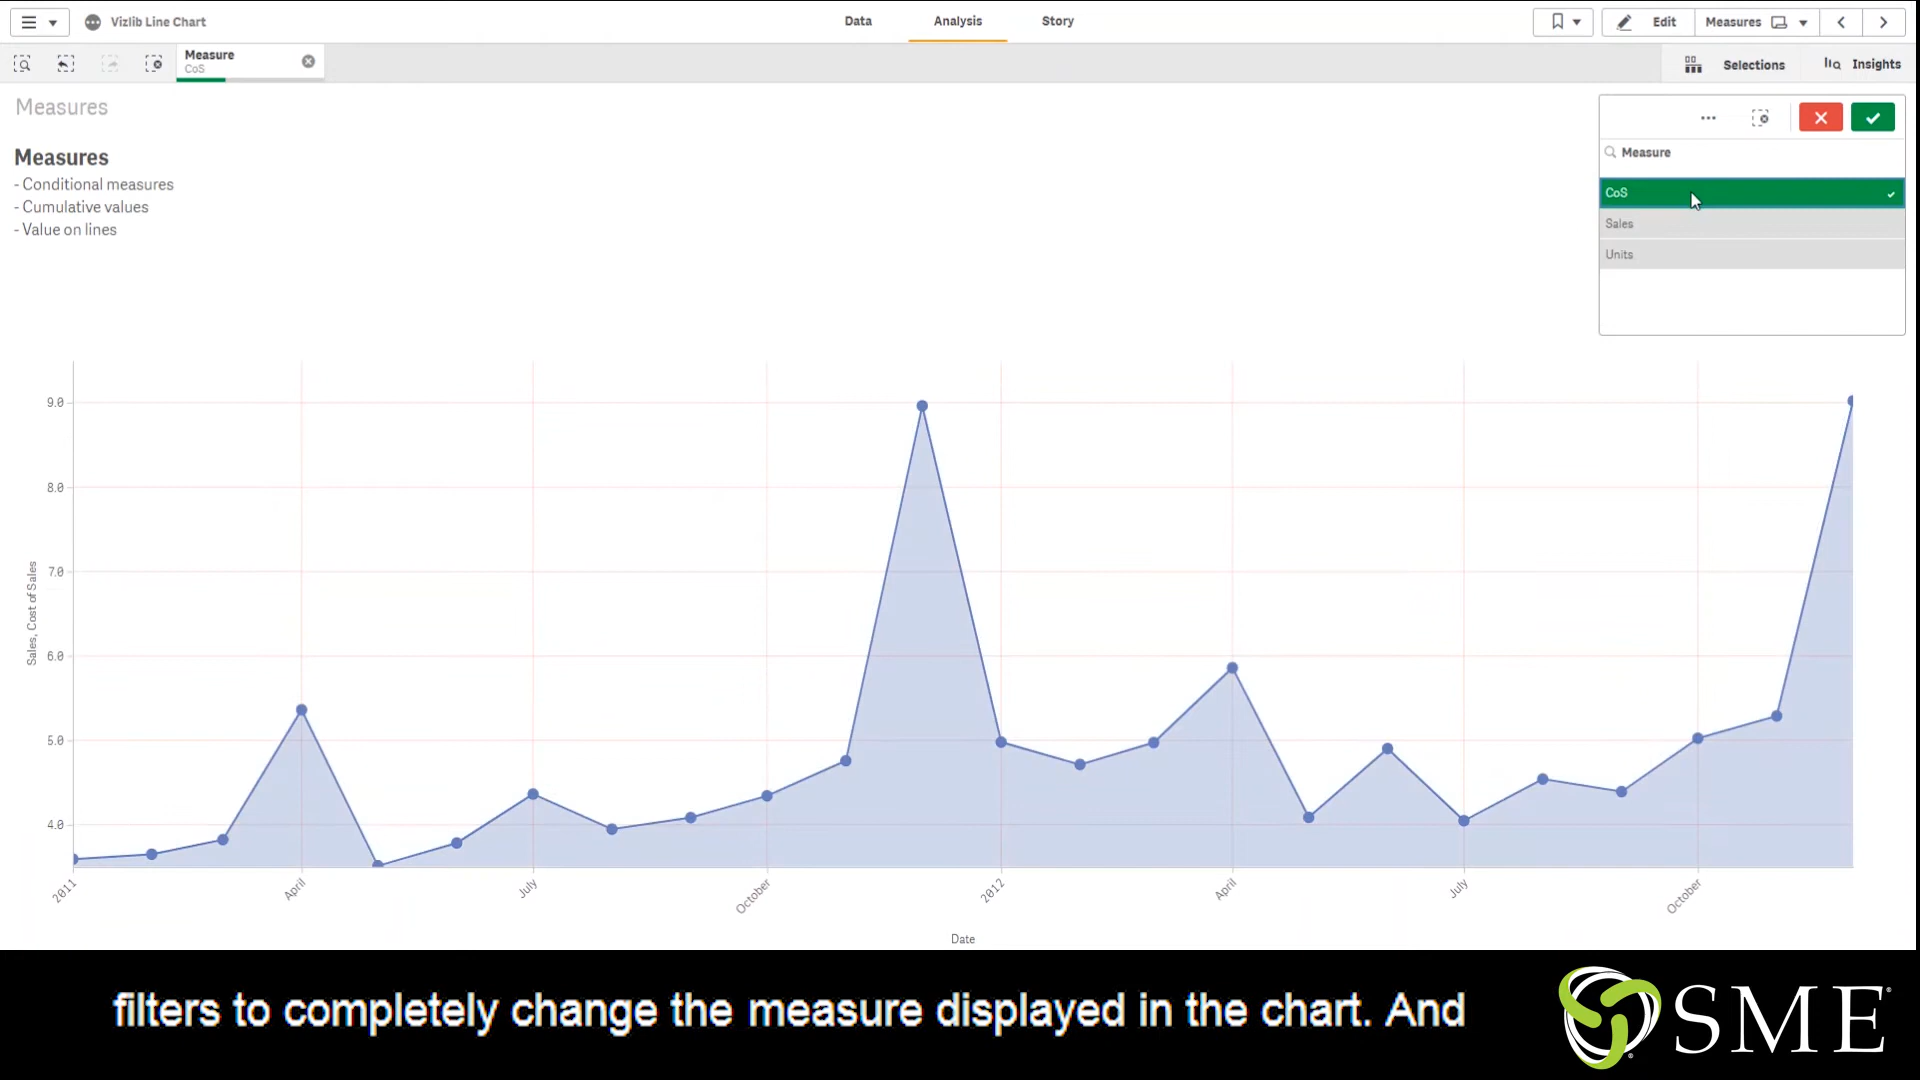 Vizlib Line Chart
Data
Analysis
Story
Edit
Measures
Measure
CoS
Selections
Insights
Measures
Measures
- Conditional measures
- Cumulative values
- Value on lines
Measure
CoS
Sales
Units
9.0
8.0
7.0
6.0
5.0
4.0
Sales, Cost of Sales
2011
April
July
October
2012
April
July
October
Date
filters to completely change the measure displayed in the chart. And
SME